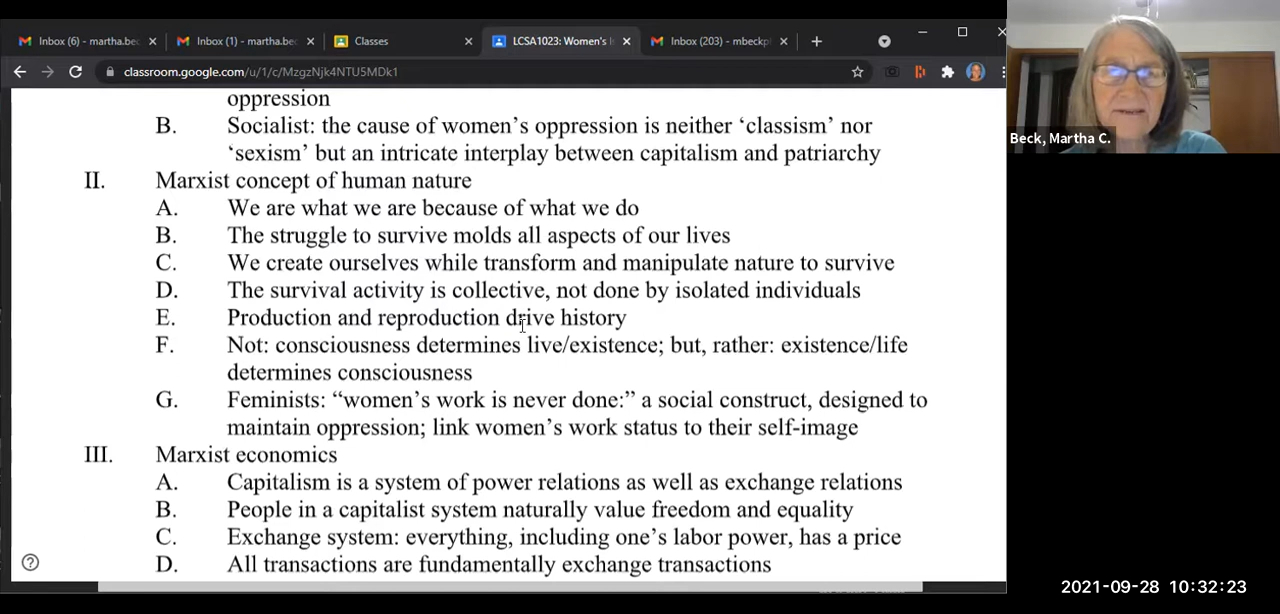 Inbox (6) - martha.bec
Inbox (1) - martha.bec
Classes
LCSA1023: Women's I
Inbox (203) - mbeckp
classroom.google.com/u/1/c/MzgzNjk4NTU5MDk1
Beck, Martha C.
oppression
B. Socialist: the cause of women’s oppression is neither ‘classism’ nor
‘sexism’ but an intricate interplay between capitalism and patriarchy
II. Marxist concept of human nature
A. We are what we are because of what we do
B. The struggle to survive molds all aspects of our lives
C. We create ourselves while transform and manipulate nature to survive
D. The survival activity is collective, not done by isolated individuals
E. Production and reproduction drive history
F. Not: consciousness determines live/existence; but, rather: existence/life
determines consciousness
G. Feminists: “women’s work is never done:” a social construct, designed to
maintain oppression; link women’s work status to their self-image
III. Marxist economics
A. Capitalism is a system of power relations as well as exchange relations
B. People in a capitalist system naturally value freedom and equality
C. Exchange system: everything, including one’s labor power, has a price
D. All transactions are fundamentally exchange transactions
2021-09-28 10:32:23